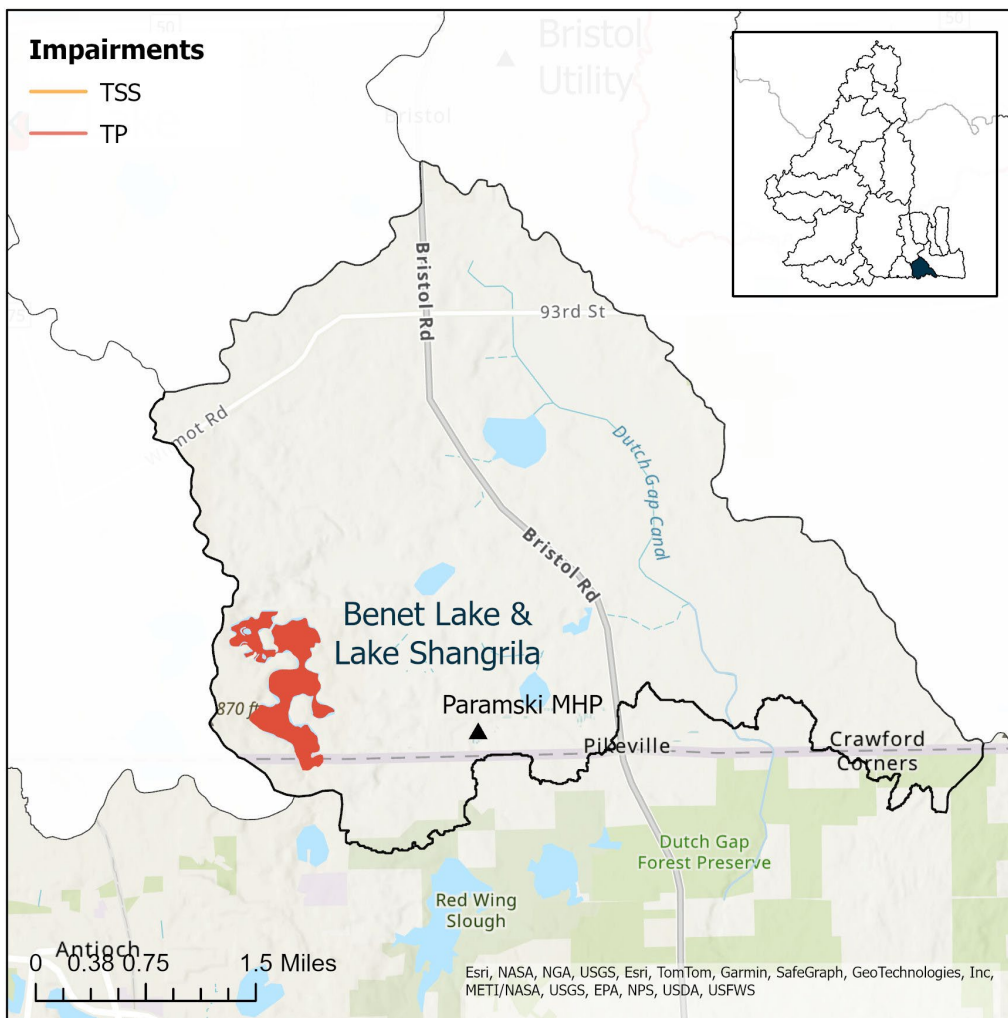 Impairments
TSS
TP
50
50
Bristol
Utility
Bristol
Bristol Rd
93rd St
Wilmot Rd
Dutch Gap Canal
Bristol Rd
Benet Lake &
Lake Shangrila
870 ft
Paramski MHP
Pikeville
Crawford
Corners
Dutch Gap
Forest Preserve
Red Wing
Slough
Antioch
0 0.38 0.75 1.5 Miles
Esri, NASA, NGA, USGS, Esri, TomTom, Garmin, SafeGraph, GeoTechnologies, Inc,
METI/NASA, USGS, EPA, NPS, USDA, USFWS